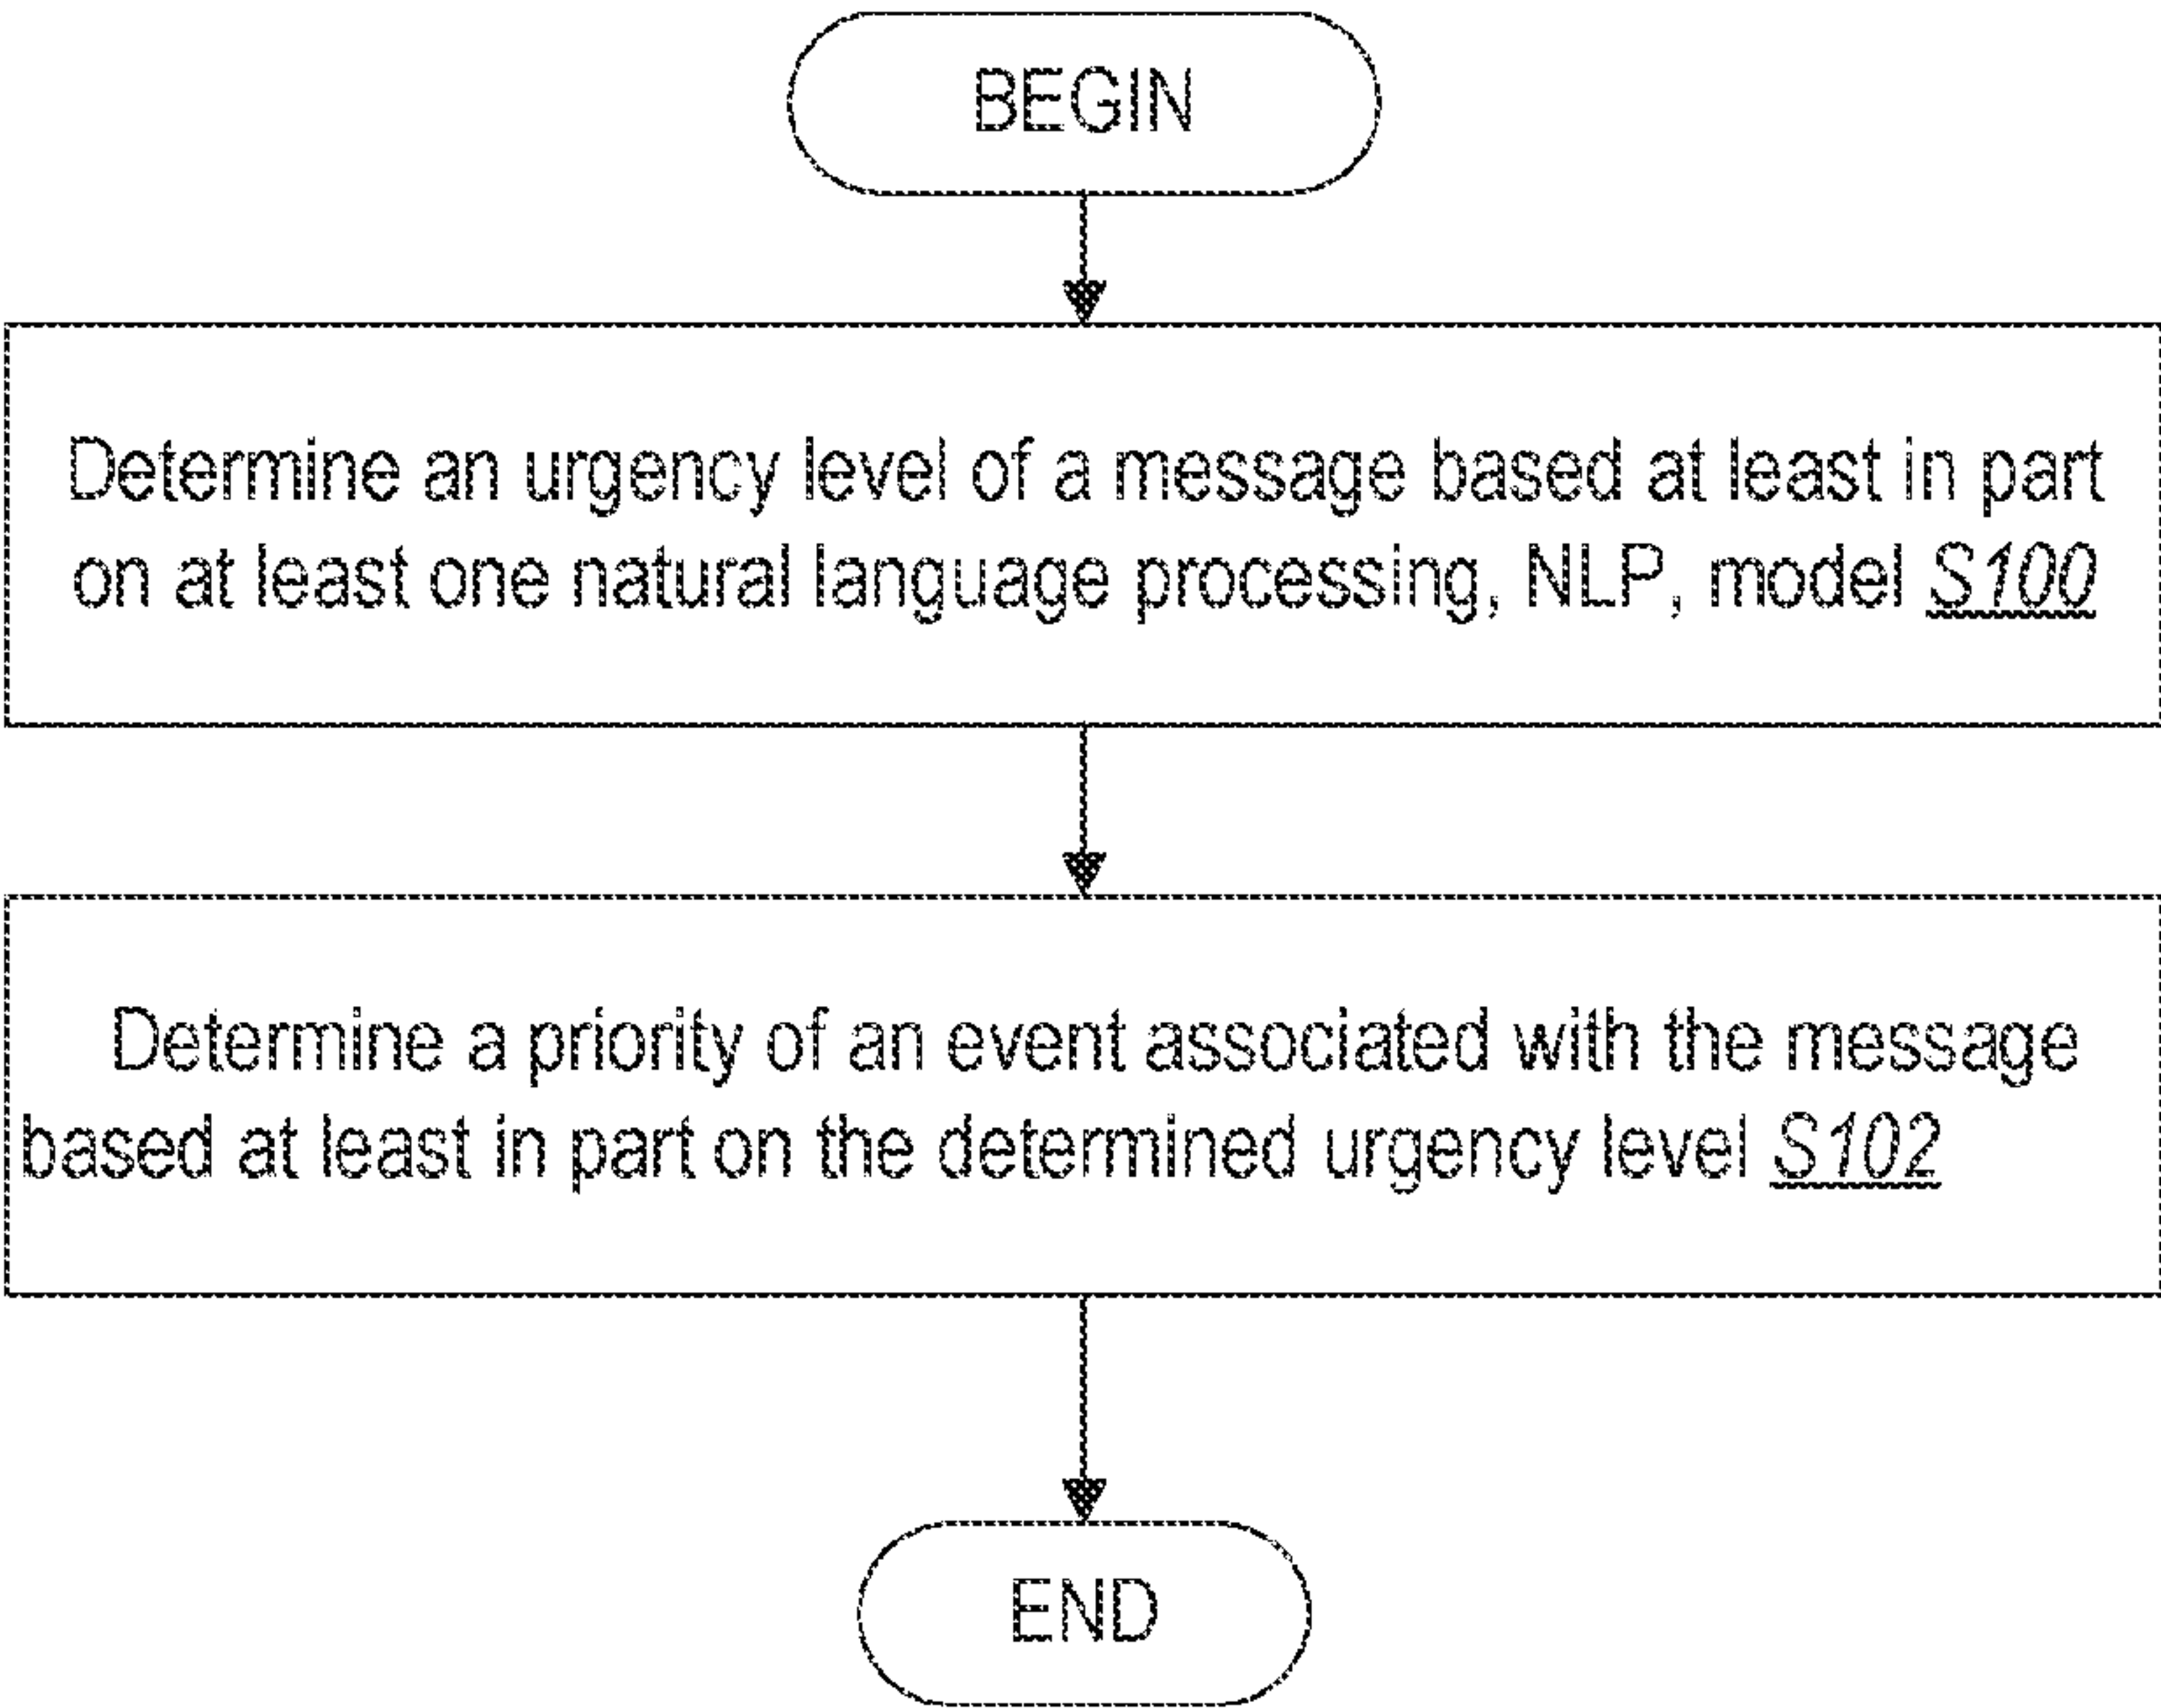 BEGIN
Determine an urgency level of a message based at least in part
on at least one natural language processing, NLP, model S100
Determine a priority of an event associated with the message
based at least in part on the determined urgency level S102
END